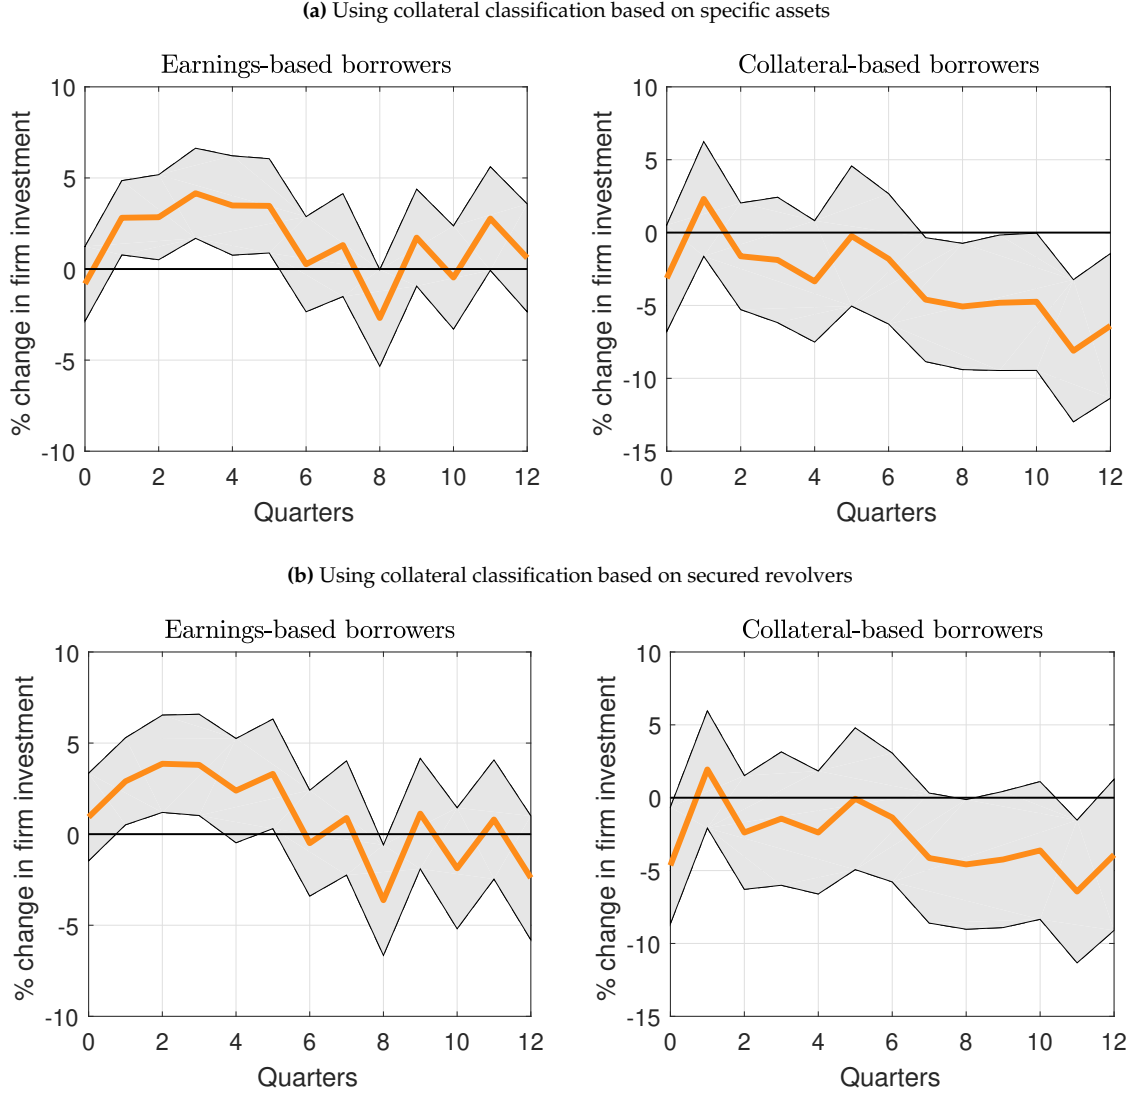 (a) Using collateral classification based on specific assets
Earnings-based borrowers
Collateral-based borrowers
% change in firm investment
10
5
0
-5
-10
0 2 4 6 8 10 12
Quarters
% change in firm investment
10
5
0
-5
-10
-15
0 2 4 6 8 10 12
Quarters
(b) Using collateral classification based on secured revolvers
Earnings-based borrowers
Collateral-based borrowers
% change in firm investment
10
5
0
-5
-10
0 2 4 6 8 10 12
Quarters
% change in firm investment
10
5
0
-5
-10
-15
0 2 4 6 8 10 12
Quarters